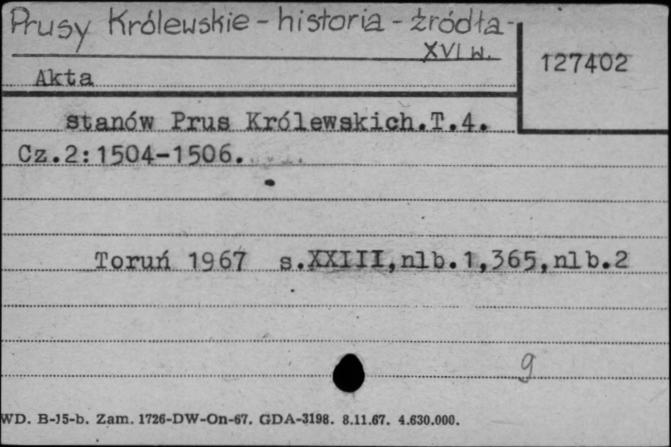 Prusy Królewskie - historia - źródła -
XVI w.
127402
Akta
stanów Prus Królewskich.T.4.
Cz.2:1504-1506.
Toruń 1967 s.XXIII,nlb.1,365,nlb.2
9
WD. B-15-b. Zam. 1726-DW-On-67. GDA-3198. 8.11.67. 4.630.000.